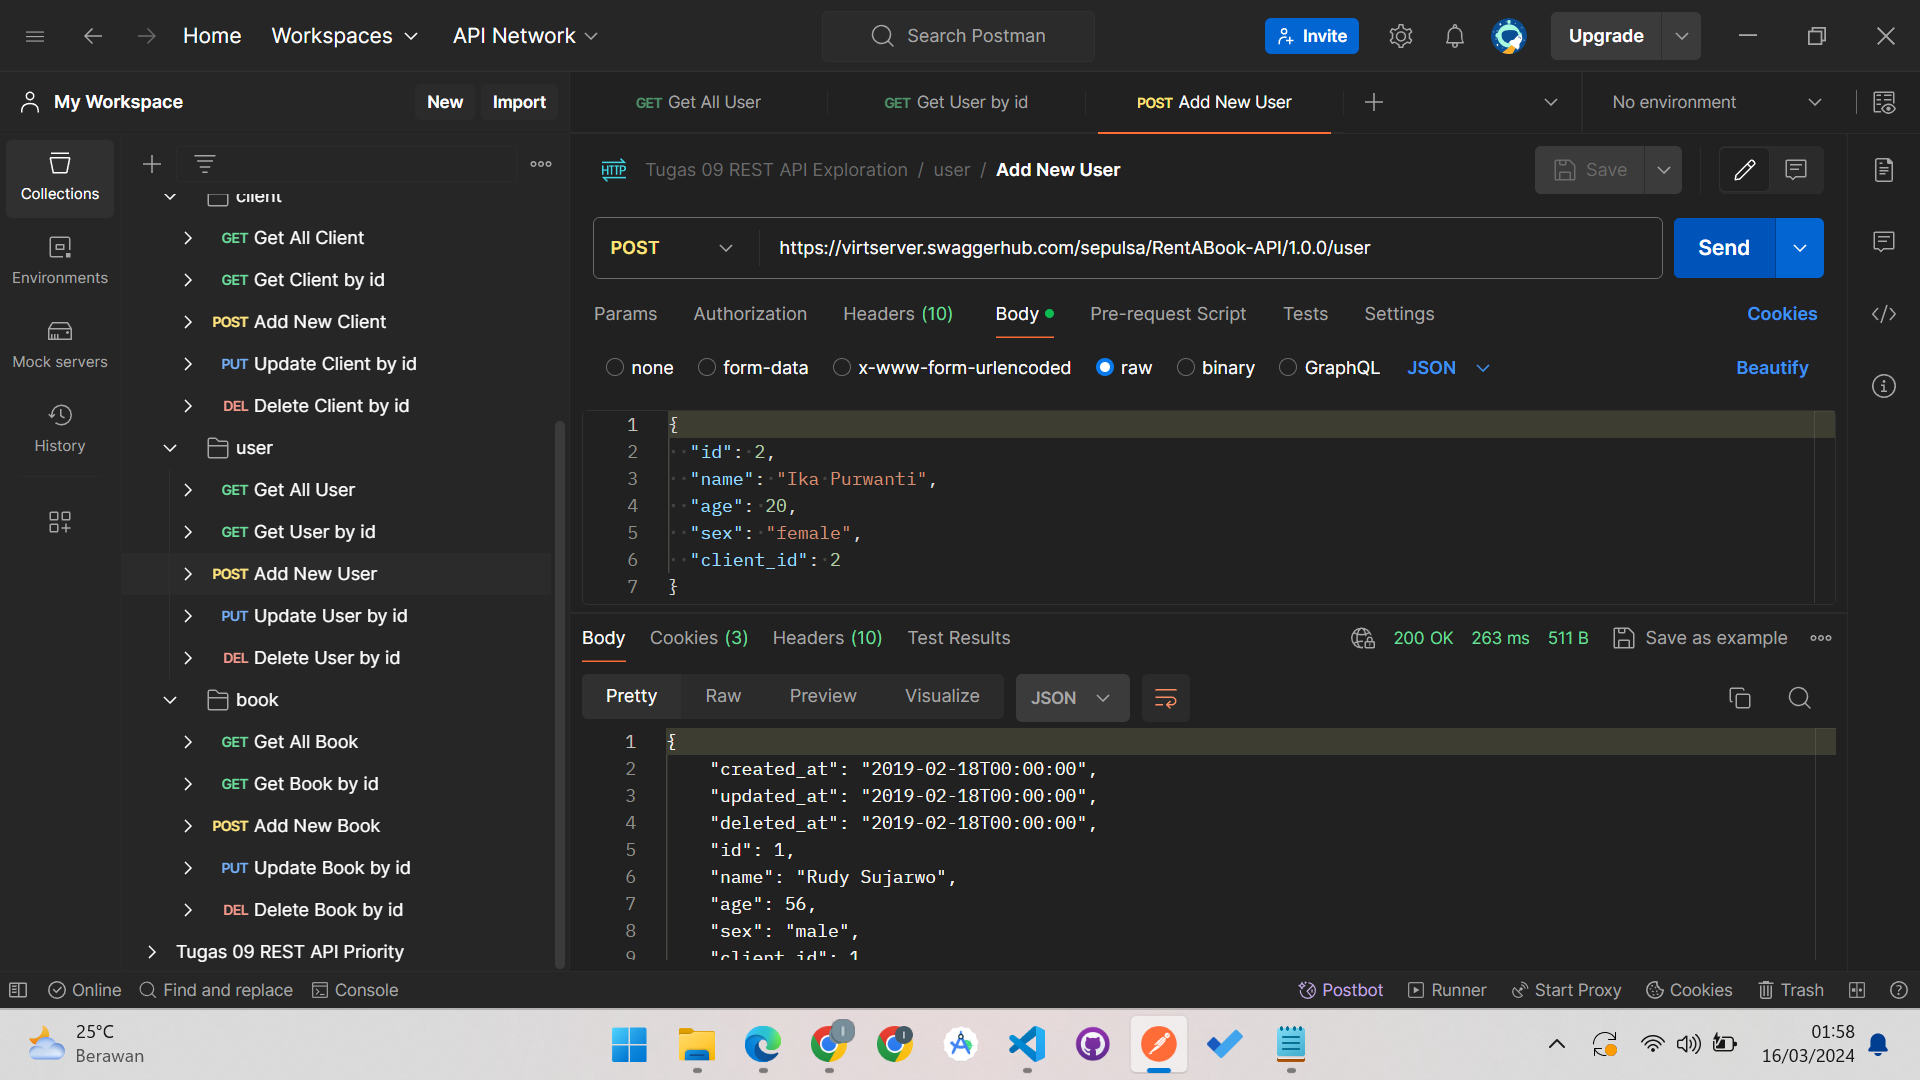 Home Workspaces API Network Search Postman Invite Upgrade
My Workspace New Import GET Get All User GET Get User by id POST Add New User No environment
Collections
Environments
Mock servers
History
client
GET Get All Client
GET Get Client by id
POST Add New Client
PUT Update Client by id
DEL Delete Client by id
user
GET Get All User
GET Get User by id
POST Add New User
PUT Update User by id
DEL Delete User by id
book
GET Get All Book
GET Get Book by id
POST Add New Book
PUT Update Book by id
DEL Delete Book by id
Tugas 09 REST API Priority
HTTP Tugas 09 REST API Exploration / user / Add New User Save
POST https://virtserver.swaggerhub.com/sepulsa/RentABook-API/1.0.0/user Send
Params Authorization Headers (10) Body Pre-request Script Tests Settings Cookies
none form-data x-www-form-urlencoded raw binary GraphQL JSON Beautify
1 {
2 "id": 2,
3 "name": "Ika Purwanti",
4 "age": 20,
5 "sex": "female",
6 "client_id": 2
7 }
Body Cookies (3) Headers (10) Test Results 200 OK 263 ms 511 B Save as example
Pretty Raw Preview Visualize JSON
1 {
2 "created_at": "2019-02-18T00:00:00",
3 "updated_at": "2019-02-18T00:00:00",
4 "deleted_at": "2019-02-18T00:00:00",
5 "id": 1,
6 "name": "Rudy Sujarwo",
7 "age": 56,
8 "sex": "male",
9 "client_id": 1
Online Find and replace Console Postbot Runner Start Proxy Cookies Trash
25°C
Berawan
01:58
16/03/2024